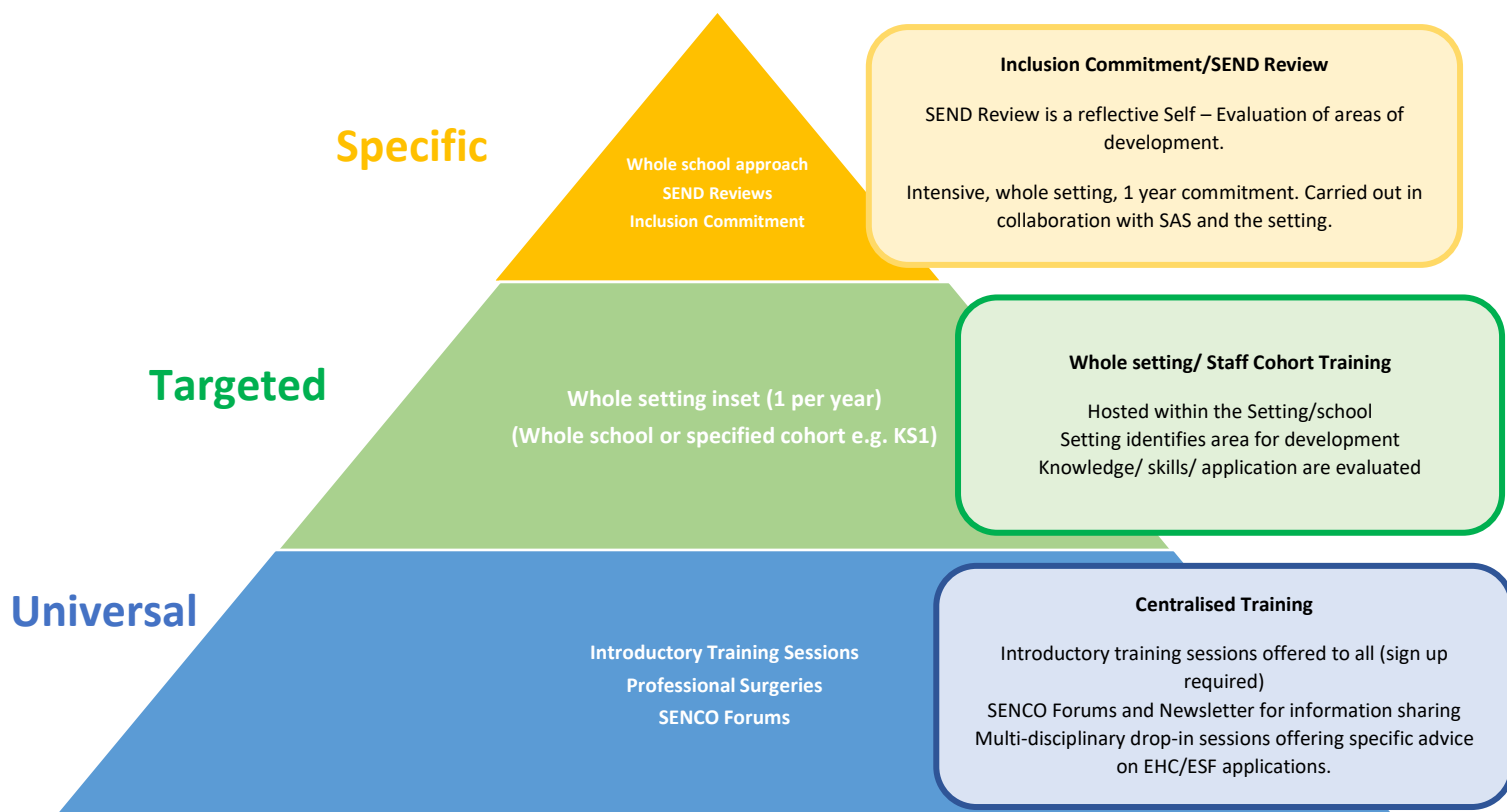 Specific
Whole school approach
SEND Reviews
Inclusion Commitment
Inclusion Commitment/SEND Review
SEND Review is a reflective Self – Evaluation of areas of
development.
Intensive, whole setting, 1 year commitment. Carried out in
collaboration with SAS and the setting.
Targeted
Whole setting inset (1 per year)
(Whole school or specified cohort e.g. KS1)
Whole setting/ Staff Cohort Training
Hosted within the Setting/school
Setting identifies area for development
Knowledge/ skills/ application are evaluated
Universal
Introductory Training Sessions
Professional Surgeries
SENCO Forums
Centralised Training
Introductory training sessions offered to all (sign up
required)
SENCO Forums and Newsletter for information sharing
Multi-disciplinary drop-in sessions offering specific advice
on EHC/ESF applications.